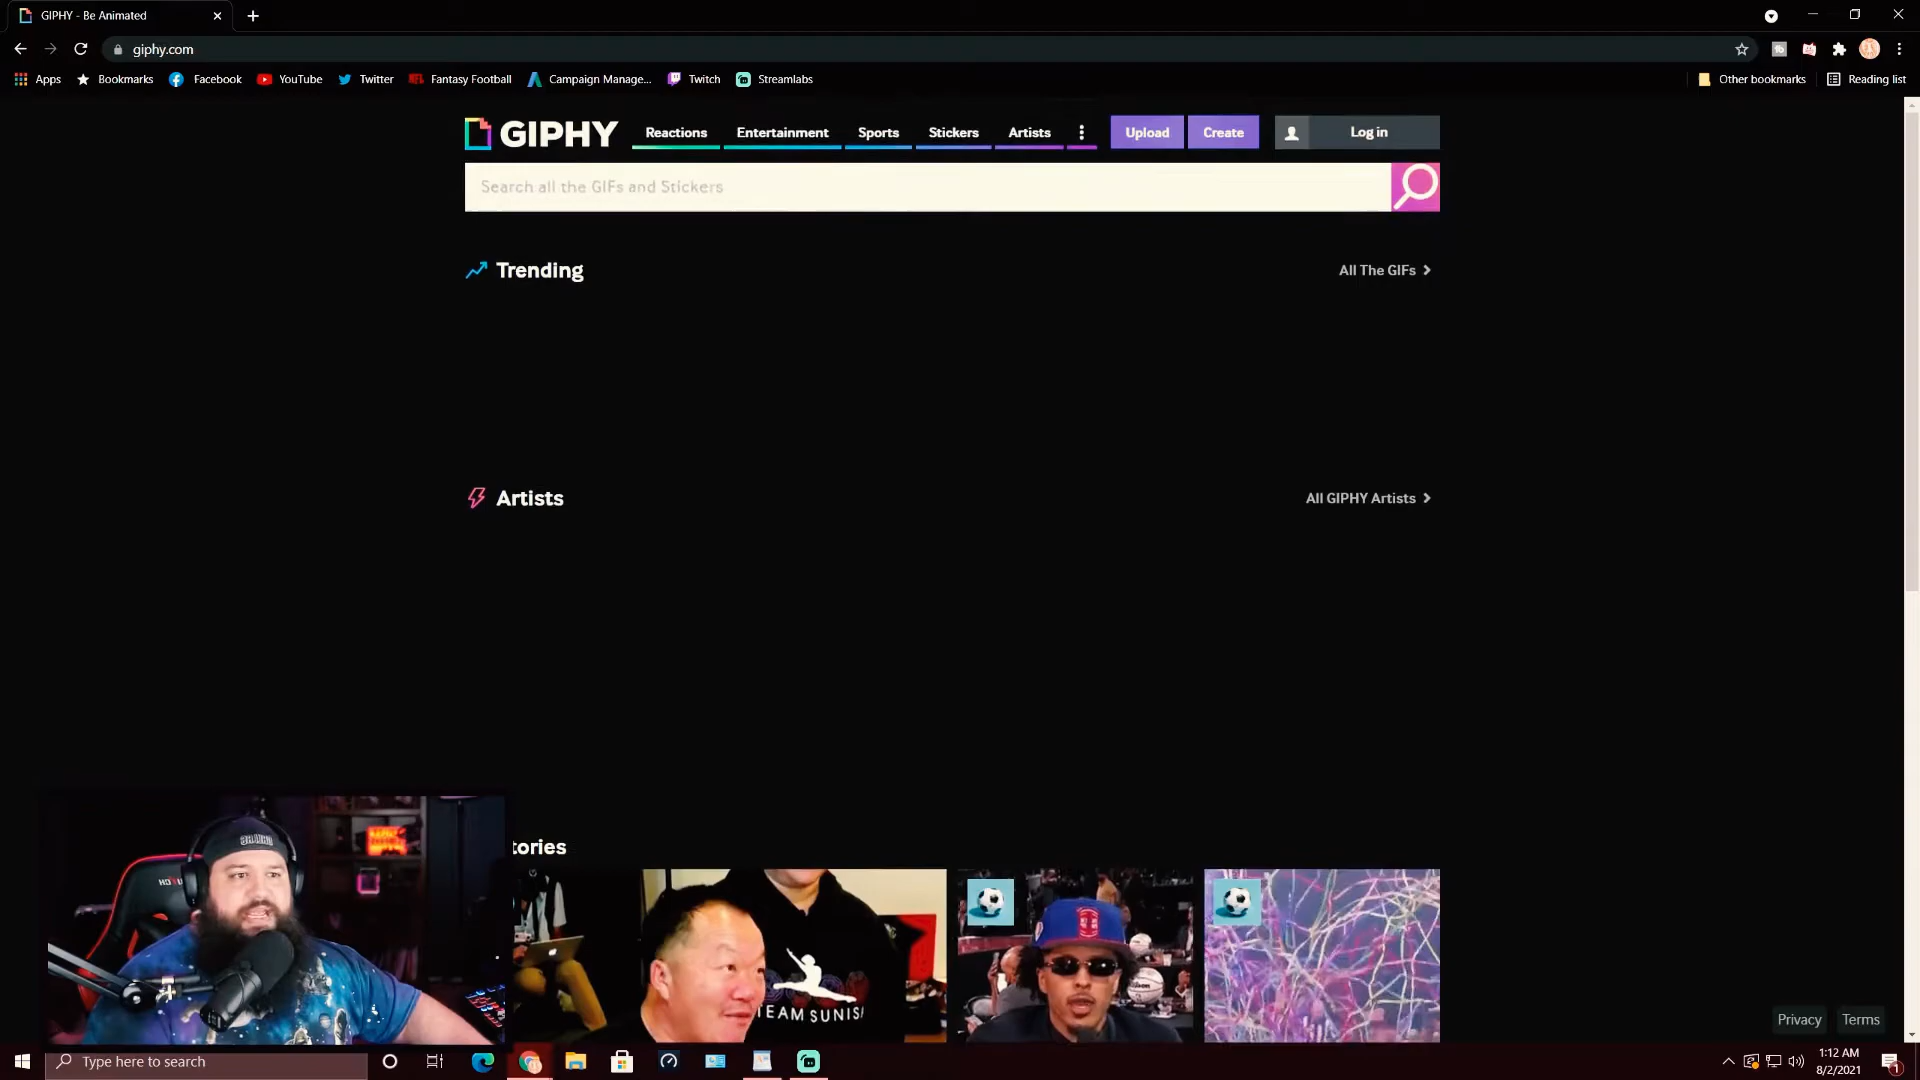 GIPHY - Be Animated
giphy.com
Apps Bookmarks Facebook YouTube Twitter Fantasy Football Campaign Manage... Twitch Streamlabs Other bookmarks Reading list
GIPHY Reactions Entertainment Sports Stickers Artists Upload Create Log in
Search all the GIFs and Stickers
Trending All The GIFs
Artists All GIPHY Artists
tories
TEAM SUNIS
Privacy Terms
Type here to search
1:12 AM
8/2/2021
1